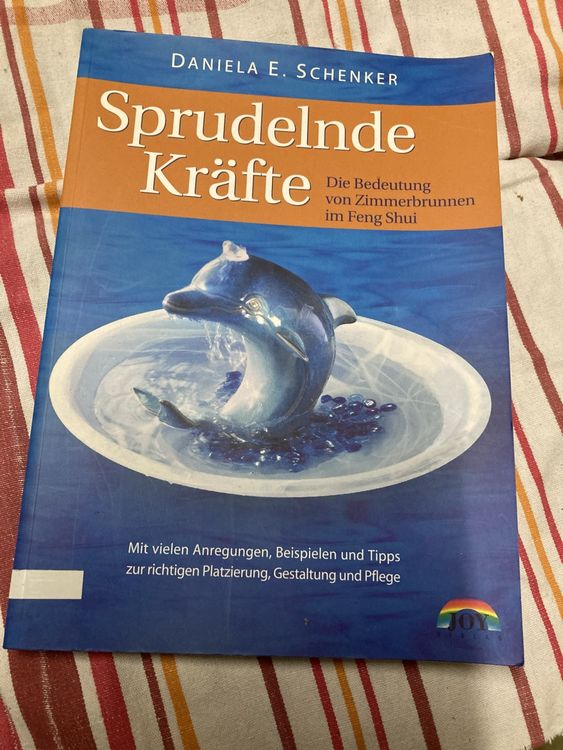 DANIELA E. SCHENKER
Sprudelnde
Kräfte
Die Bedeutung
von Zimmerbrunnen
im Feng Shui
Mit vielen Anregungen, Beispielen und Tipps
zur richtigen Platzierung, Gestaltung und Pflege
JOY